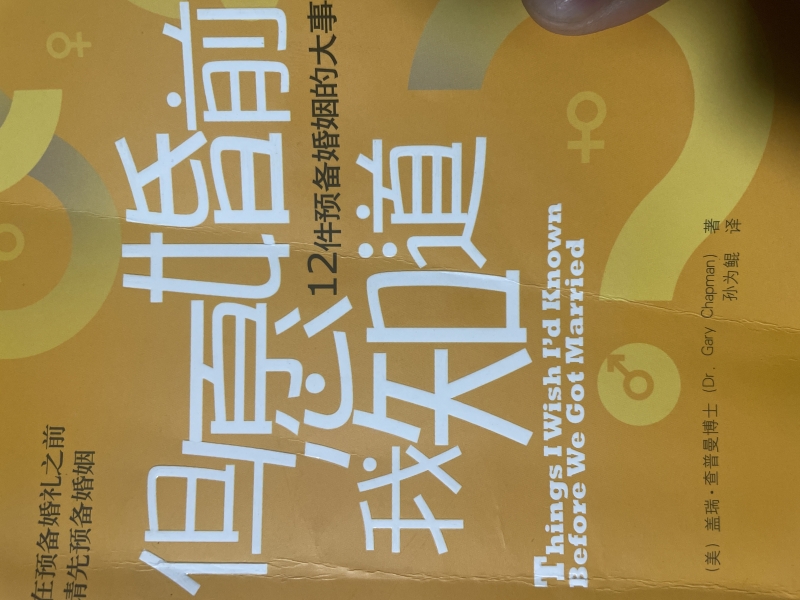 在预备婚礼之前
请先预备婚姻
但愿婚前
我知道
12件预备婚姻的大事
Things I Wish I'd Known
Before We Got Married
(美) 盖瑞·查普曼博士 (Dr. Gary Chapman) 著
孙为鲲 译